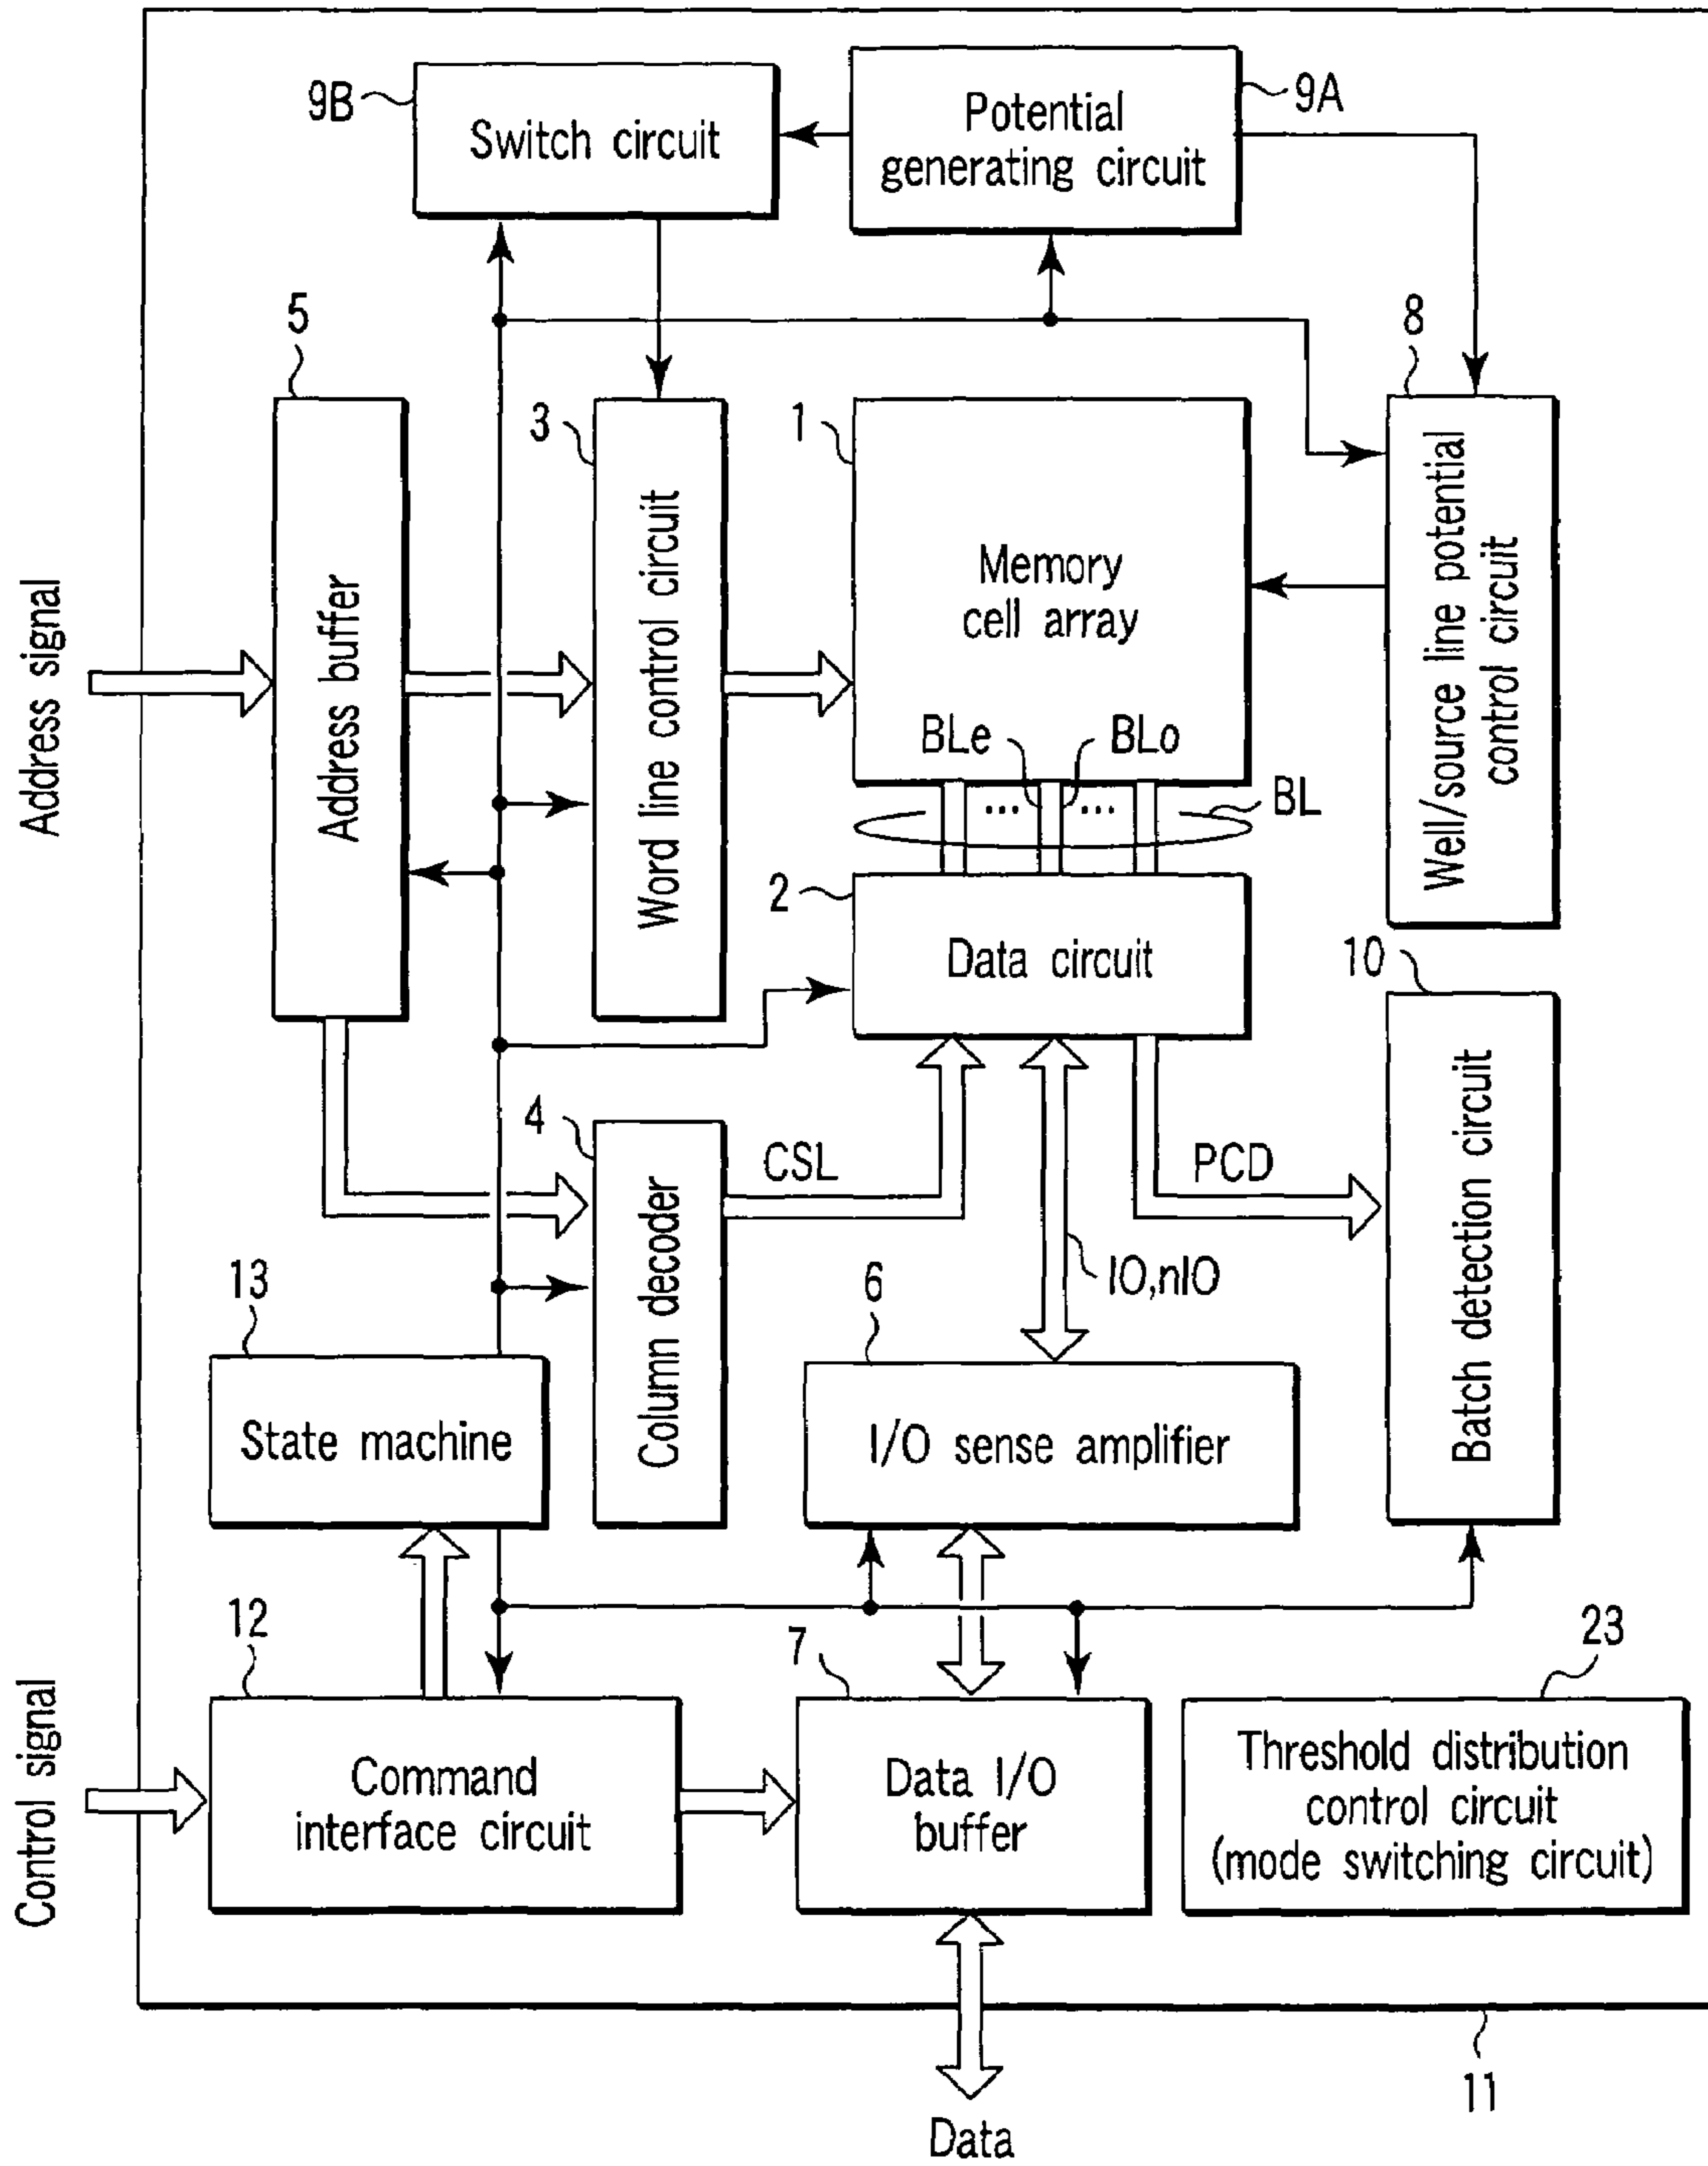 9B
Switch circuit
Potential
generating circuit
9A
5
Address buffer
3
Word line control circuit
1
Memory
cell array
8
Well/source line potential
control circuit
Address signal
BLe
BLo
BL
2
Data circuit
10
Batch detection circuit
4
Column decoder
CSL
PCD
IO,nIO
13
State machine
6
I/O sense amplifier
12
Command
interface circuit
Control signal
7
Data I/O
buffer
23
Threshold distribution
control circuit
(mode switching circuit)
11
Data